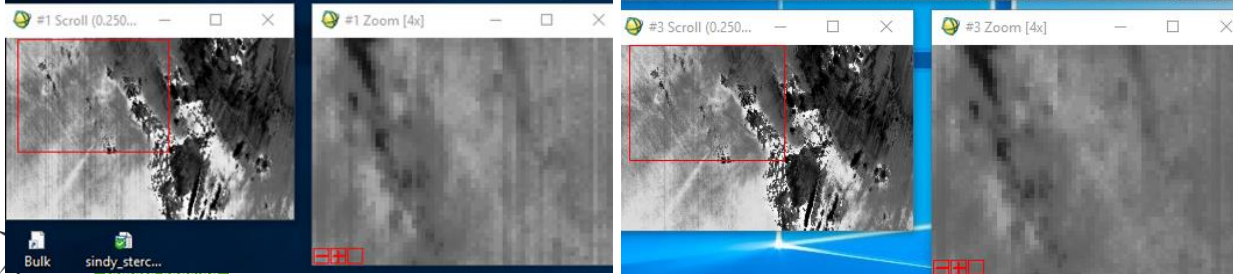 #1 Scroll (0.250...
#1 Zoom [4x]
#3 Scroll (0.250...
#3 Zoom [4x]
Bulk
sindy_sterc...